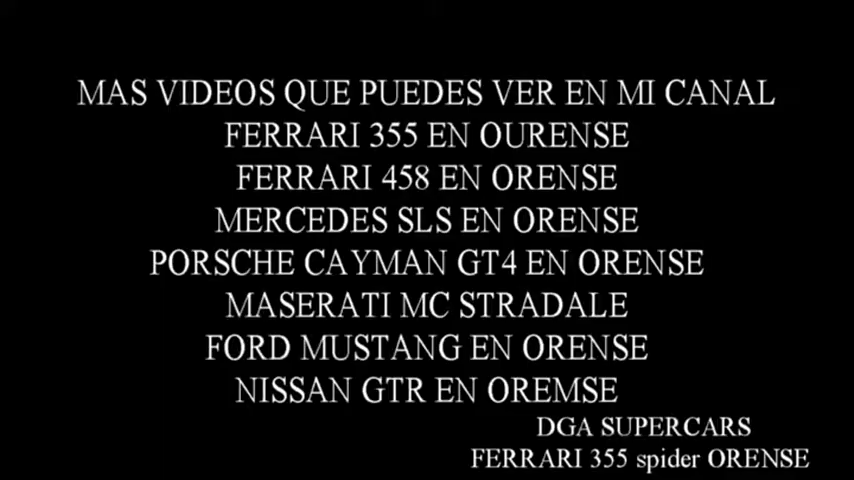 MAS VIDEOS QUE PUEDES VER EN MI CANAL
FERRARI 355 EN OURENSE
FERRARI 458 EN ORENSE
MERCEDES SLS EN ORENSE
PORSCHE CAYMAN GT4 EN ORENSE
MASERATI MC STRADALE
FORD MUSTANG EN ORENSE
NISSAN GTR EN OREMSE
DGA SUPERCARS
FERRARI 355 spider ORENSE